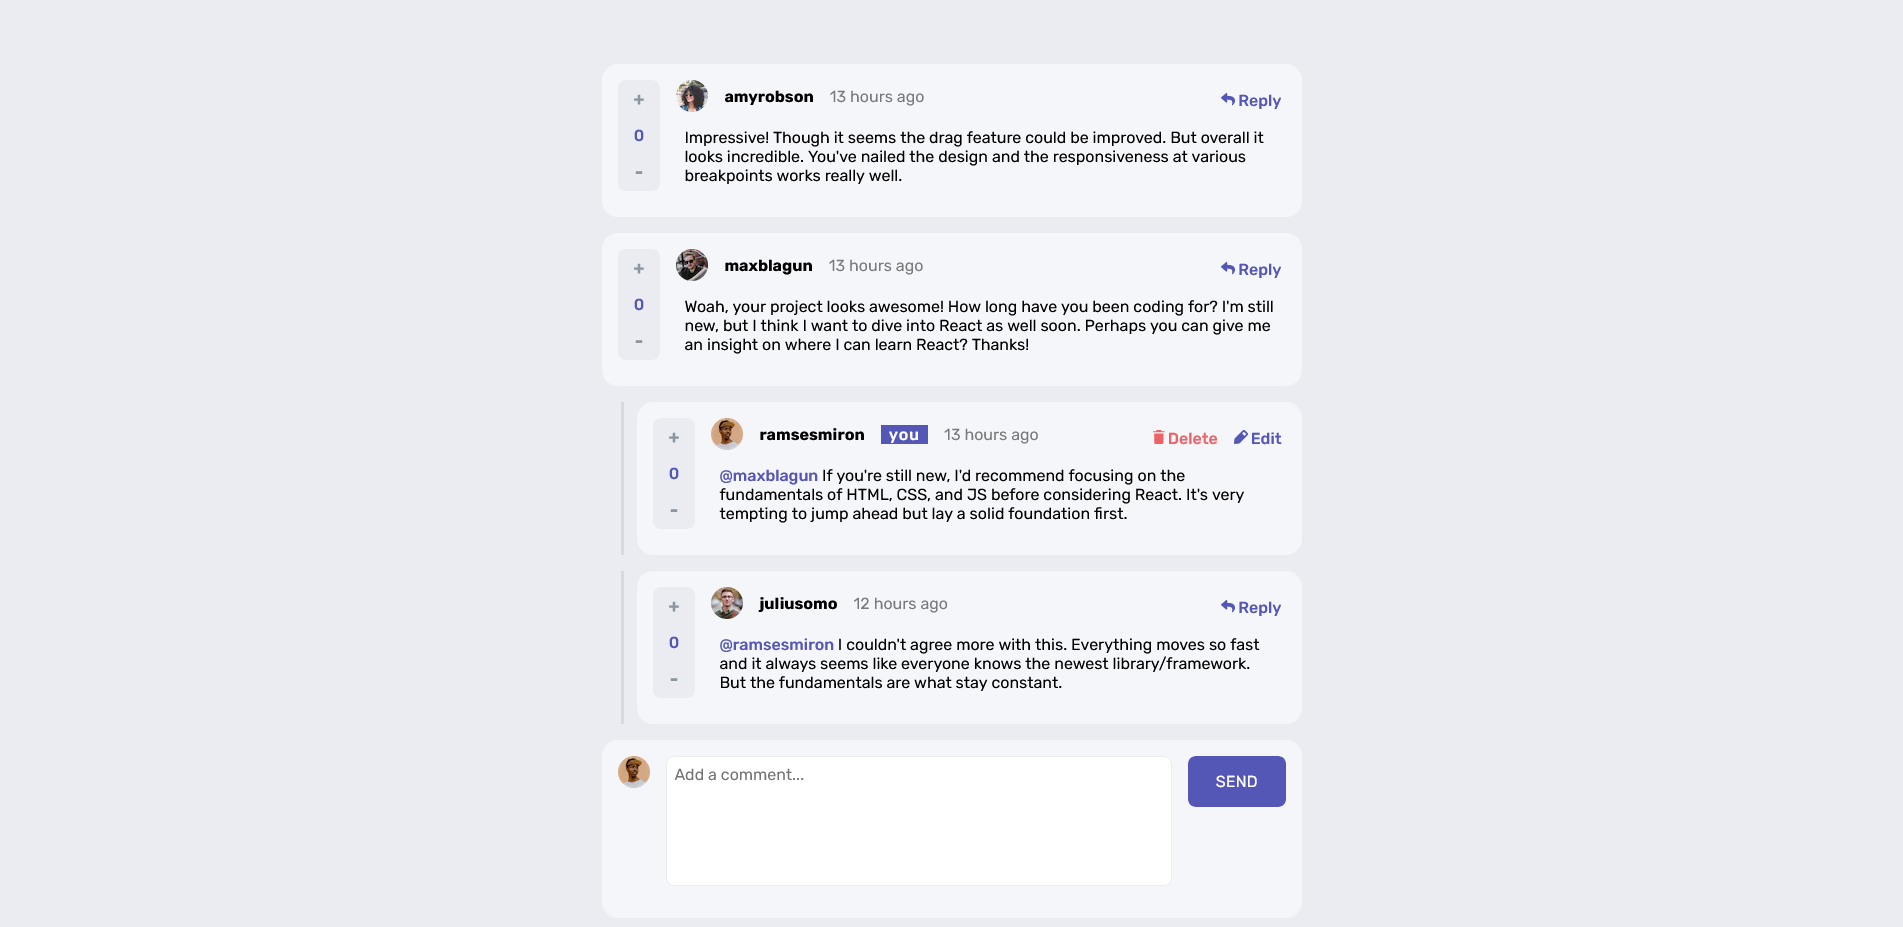 +
0
-
amyrobson 13 hours ago Reply
Impressive! Though it seems the drag feature could be improved. But overall it
looks incredible. You've nailed the design and the responsiveness at various
breakpoints works really well.
+
0
-
maxblagun 13 hours ago Reply
Woah, your project looks awesome! How long have you been coding for? I'm still
new, but I think I want to dive into React as well soon. Perhaps you can give me
an insight on where I can learn React? Thanks!
+
0
-
ramsesmiron you 13 hours ago Delete Edit
@maxblagun If you're still new, I'd recommend focusing on the
fundamentals of HTML, CSS, and JS before considering React. It's very
tempting to jump ahead but lay a solid foundation first.
+
0
-
juliusomo 12 hours ago Reply
@ramsesmiron I couldn't agree more with this. Everything moves so fast
and it always seems like everyone knows the newest library/framework.
But the fundamentals are what stay constant.
Add a comment...
SEND